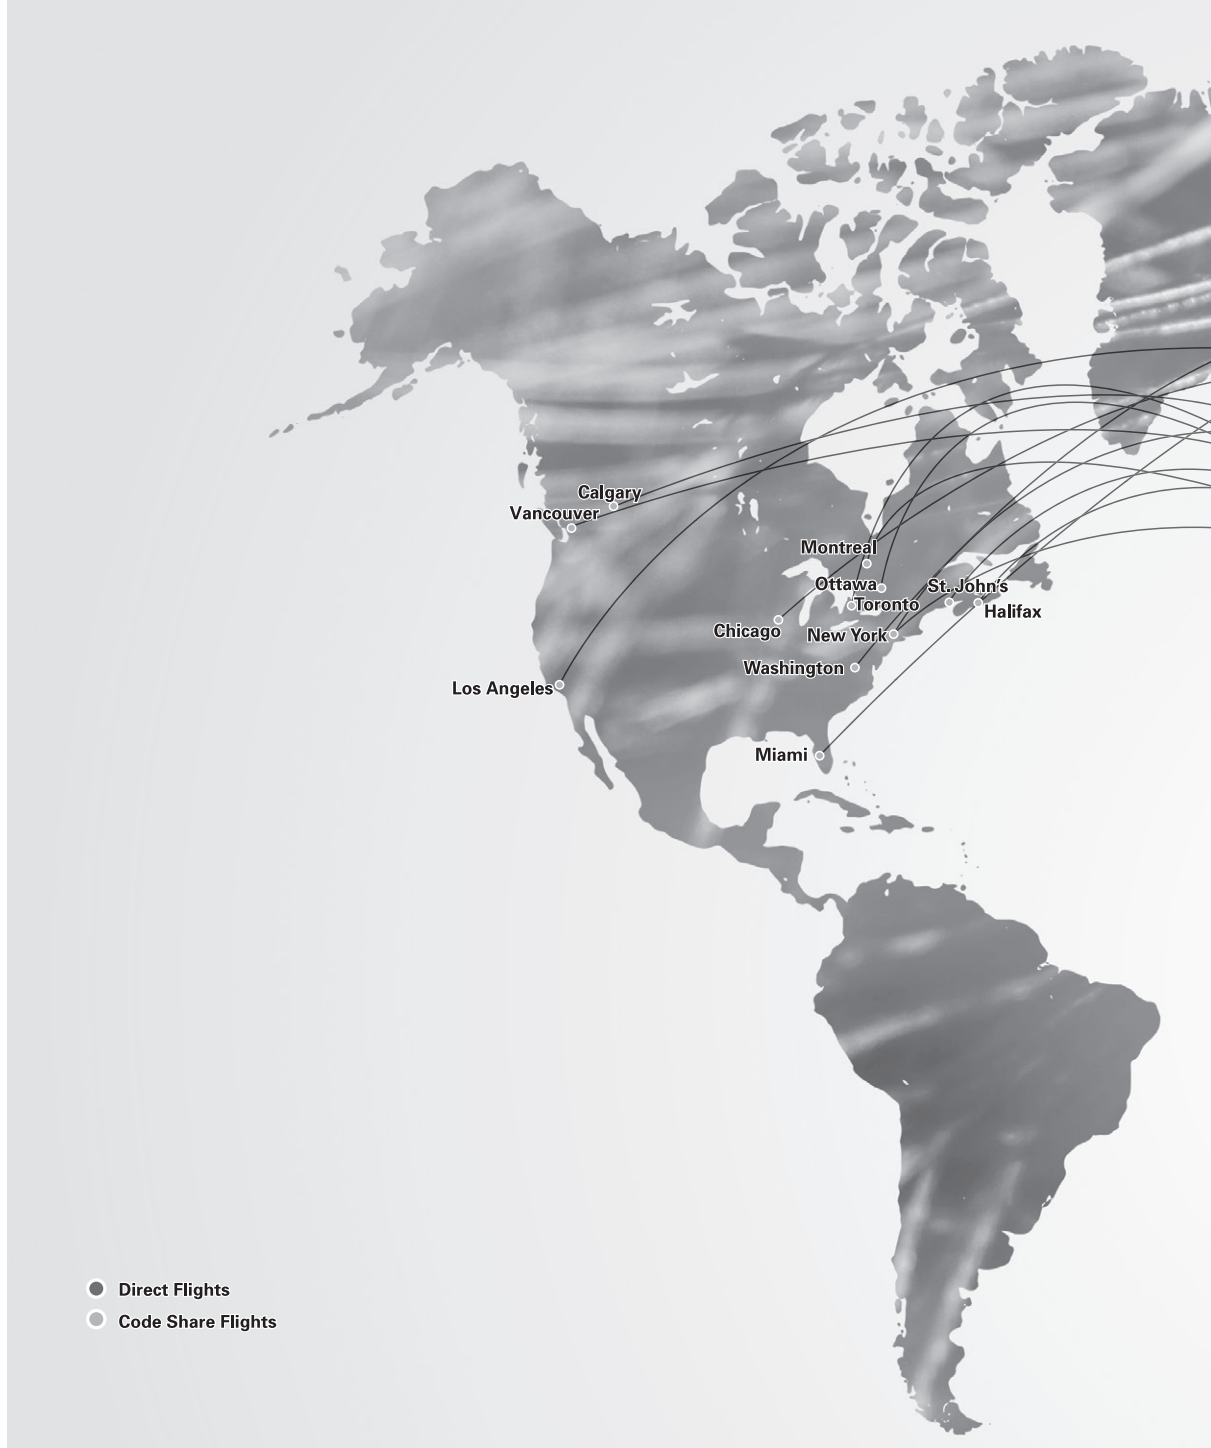 Calgary
Vancouver
Montreal
Ottawa
St. John's
Toronto
Halifax
Chicago
New York
Washington
Los Angeles
Miami
Direct Flights
Code Share Flights